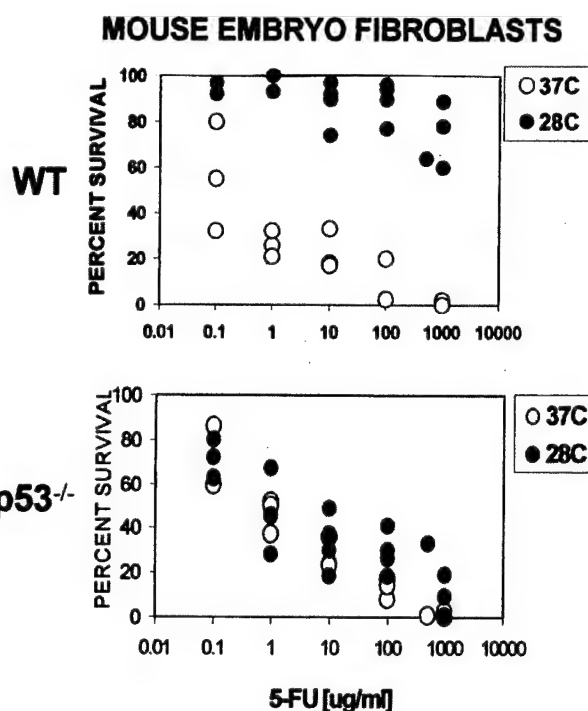 MOUSE EMBRYO FIBROBLASTS
37C
28C
WT
PERCENT SURVIVAL
100
80
60
40
20
0
0.01 0.1 1 10 100 1000 10000
37C
28C
p53-/-
PERCENT SURVIVAL
100
80
60
40
20
0
0.01 0.1 1 10 100 1000 10000
5-FU [ug/ml]